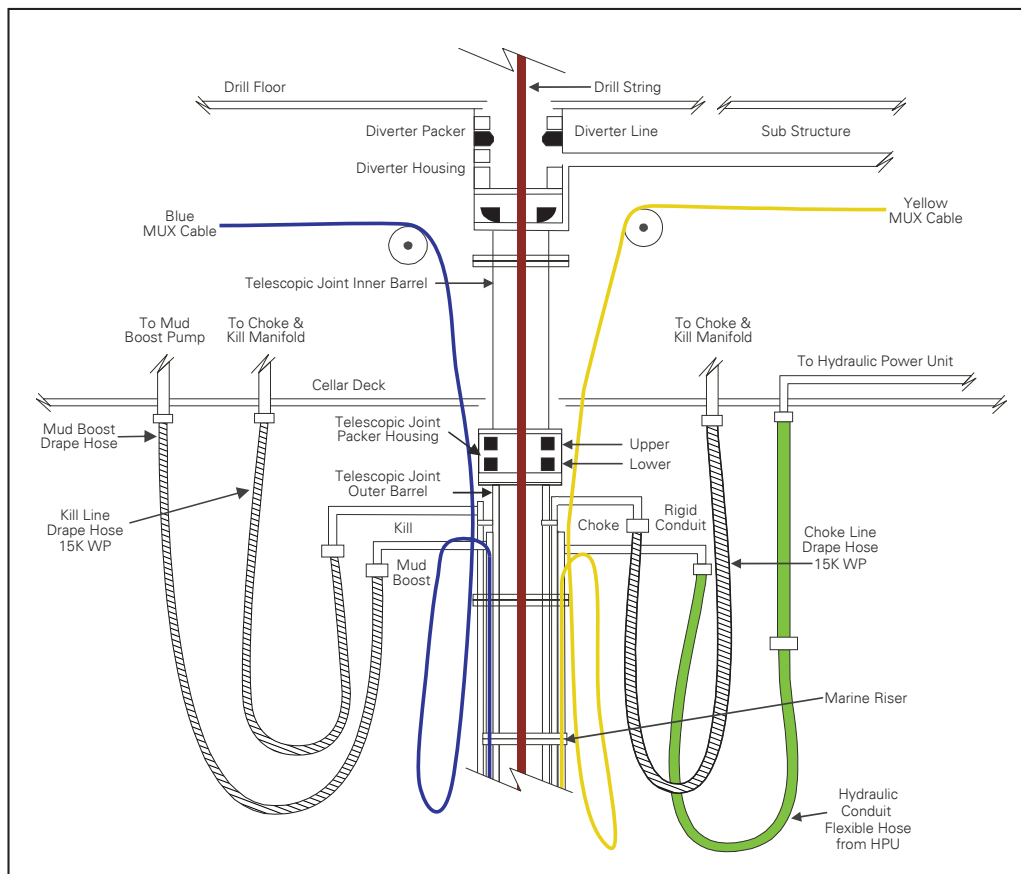 Drill Floor
Drill String
Diverter Packer
Diverter Line
Sub Structure
Diverter Housing
Blue
MUX Cable
Yellow
MUX Cable
Telescopic Joint Inner Barrel
To Mud
Boost Pump
To Choke &
Kill Manifold
To Choke &
Kill Manifold
To Hydraulic Power Unit
Cellar Deck
Mud Boost
Drape Hose
Telescopic Joint
Packer Housing
Upper
Lower
Telescopic Joint
Outer Barrel
Kill Line
Drape Hose
15K WP
Kill
Mud
Boost
Choke
Rigid
Conduit
Choke Line
Drape Hose
15K WP
Marine Riser
Hydraulic
Conduit
Flexible Hose
from HPU